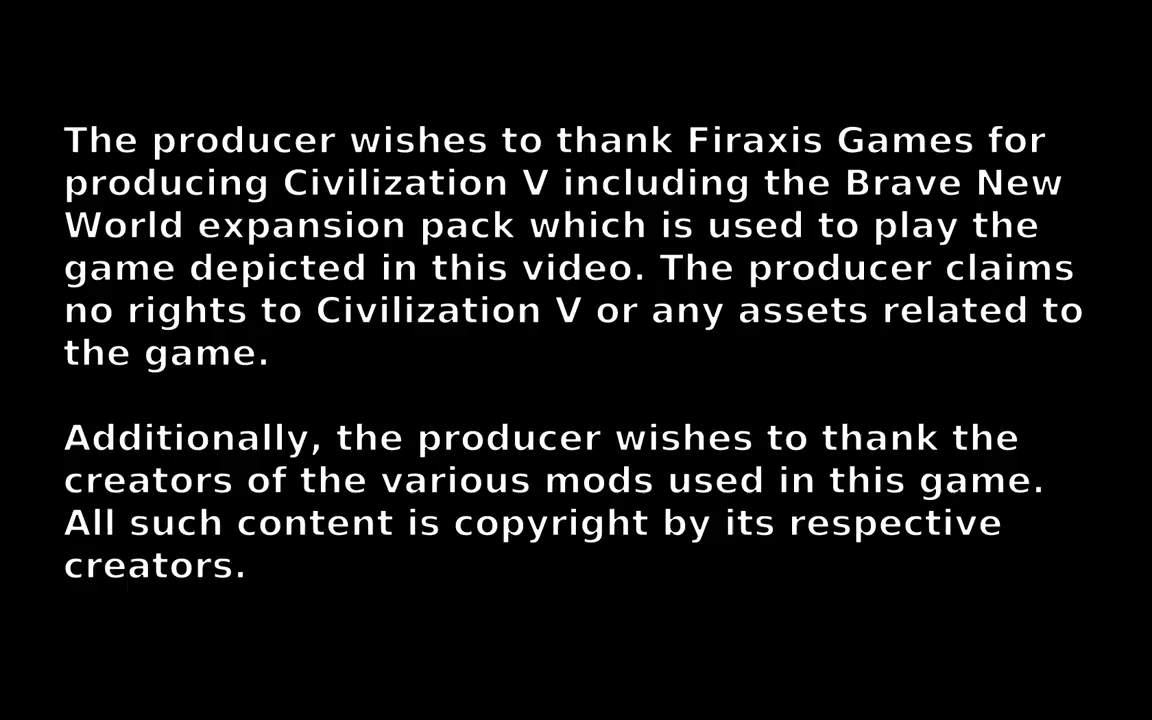 The producer wishes to thank Firaxis Games for
producing Civilization V including the Brave New
World expansion pack which is used to play the
game depicted in this video. The producer claims
no rights to Civilization V or any assets related to
the game.
Additionally, the producer wishes to thank the
creators of the various mods used in this game.
All such content is copyright by its respective
creators.